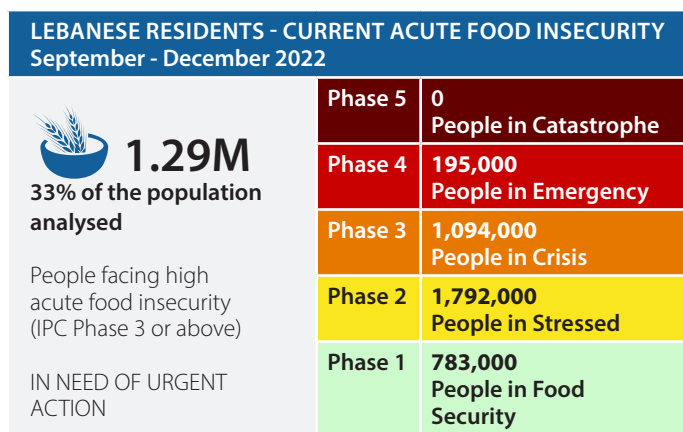 LEBANESE RESIDENTS - CURRENT ACUTE FOOD INSECURITY
September - December 2022
1.29M
33% of the population
analysed
People facing high
acute food insecurity
(IPC Phase 3 or above)
IN NEED OF URGENT
ACTION
Phase 5
0
People in Catastrophe
Phase 4
195,000
People in Emergency
Phase 3
1,094,000
People in Crisis
Phase 2
1,792,000
People in Stressed
Phase 1
783,000
People in Food
Security